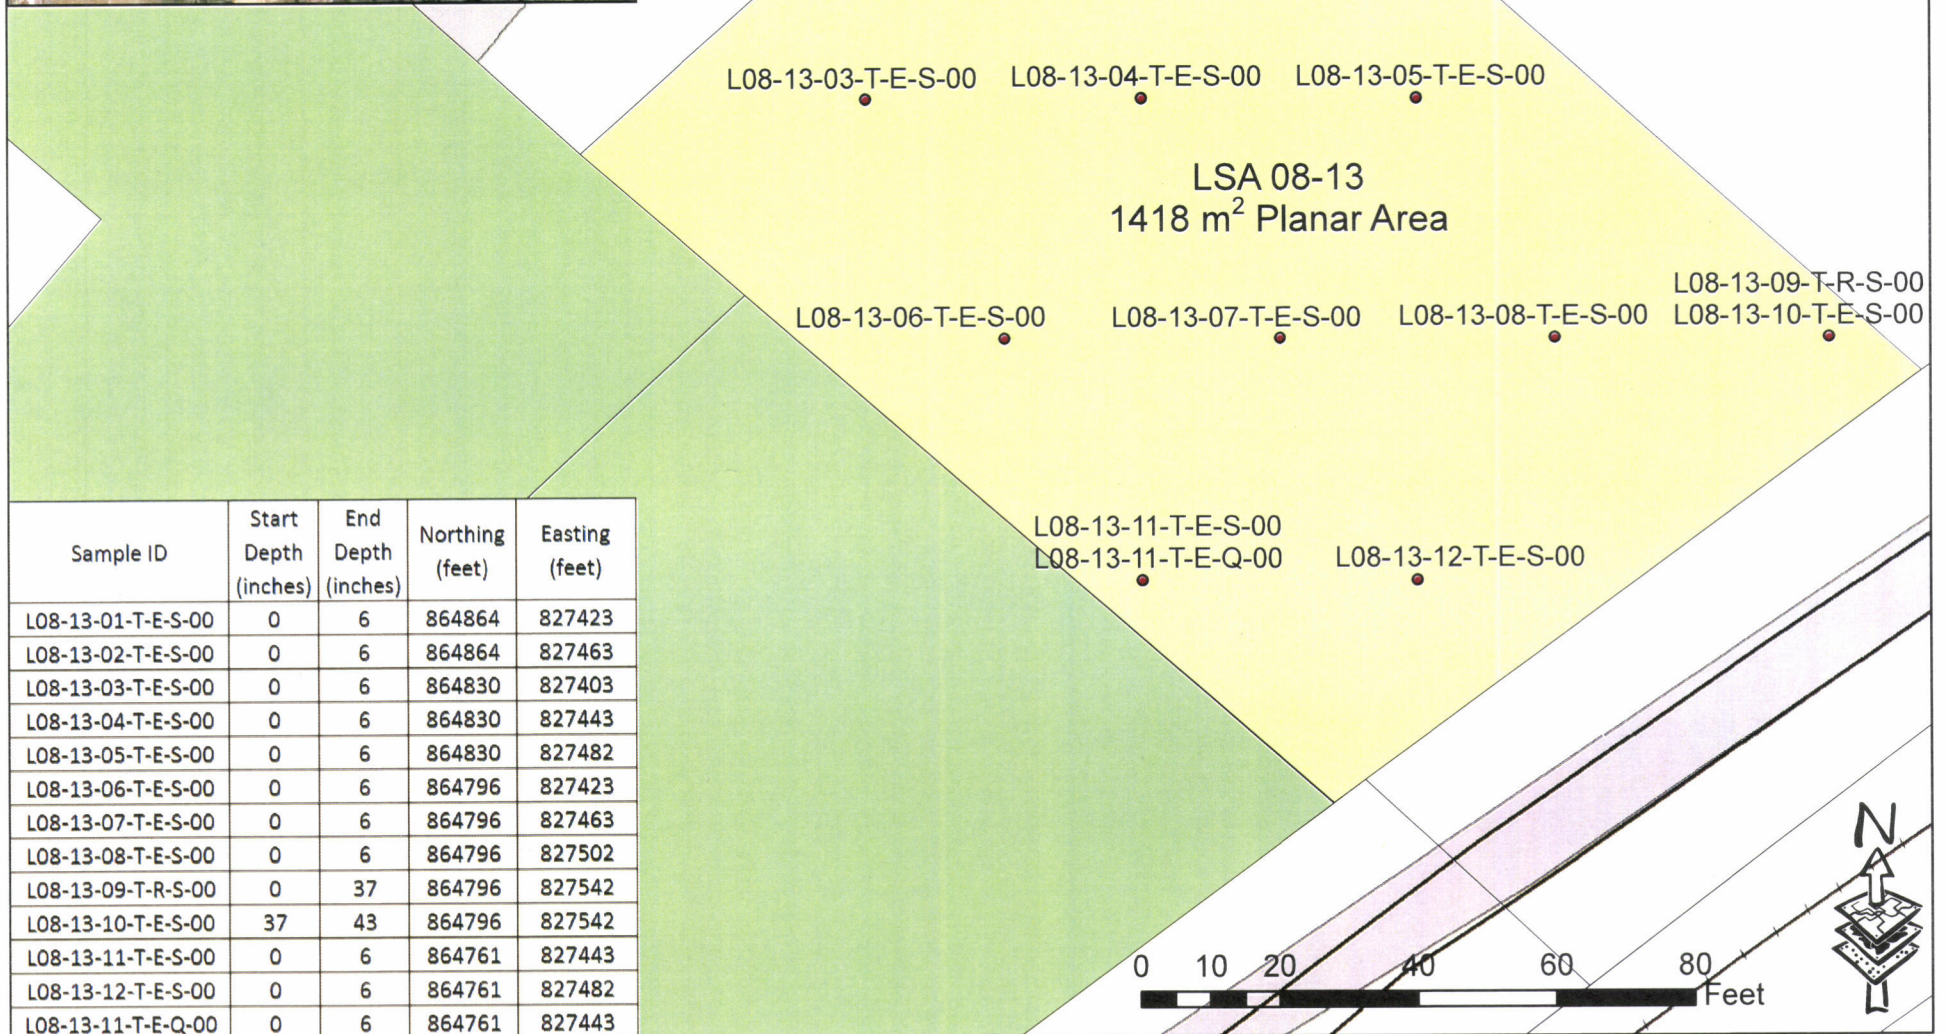 L08-13-03-T-E-S-00 L08-13-04-T-E-S-00 L08-13-05-T-E-S-00
LSA 08-13
1418 m² Planar Area
L08-13-09-T-R-S-00
L08-13-06-T-E-S-00 L08-13-07-T-E-S-00 L08-13-08-T-E-S-00 L08-13-10-T-E-S-00
L08-13-11-T-E-S-00
L08-13-11-T-E-Q-00 L08-13-12-T-E-S-00
Sample ID Start Depth (inches) End Depth (inches) Northing (feet) Easting (feet)
L08-13-01-T-E-S-00 0 6 864864 827423
L08-13-02-T-E-S-00 0 6 864864 827463
L08-13-03-T-E-S-00 0 6 864830 827403
L08-13-04-T-E-S-00 0 6 864830 827443
L08-13-05-T-E-S-00 0 6 864830 827482
L08-13-06-T-E-S-00 0 6 864796 827423
L08-13-07-T-E-S-00 0 6 864796 827463
L08-13-08-T-E-S-00 0 6 864796 827502
L08-13-09-T-R-S-00 0 37 864796 827542
L08-13-10-T-E-S-00 37 43 864796 827542
L08-13-11-T-E-S-00 0 6 864761 827443
L08-13-12-T-E-S-00 0 6 864761 827482
L08-13-11-T-E-Q-00 0 6 864761 827443
N
0 10 20 40 60 80
Feet